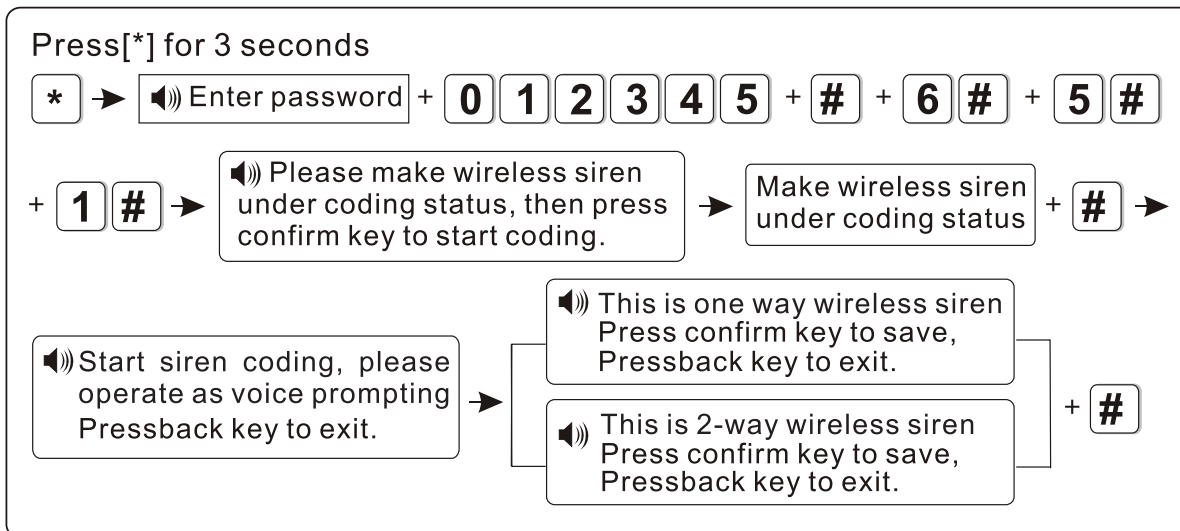 Press[*] for 3 seconds
* Enter password + 0 1 2 3 4 5 + # + 6 # + 5 #
+ 1 #
Please make wireless siren
under coding status, then press
confirm key to start coding.
Make wireless siren
under coding status
+ #
Start siren coding, please
operate as voice prompting
Pressback key to exit.
This is one way wireless siren
Press confirm key to save,
Pressback key to exit.
This is 2-way wireless siren
Press confirm key to save,
Pressback key to exit.
+ #